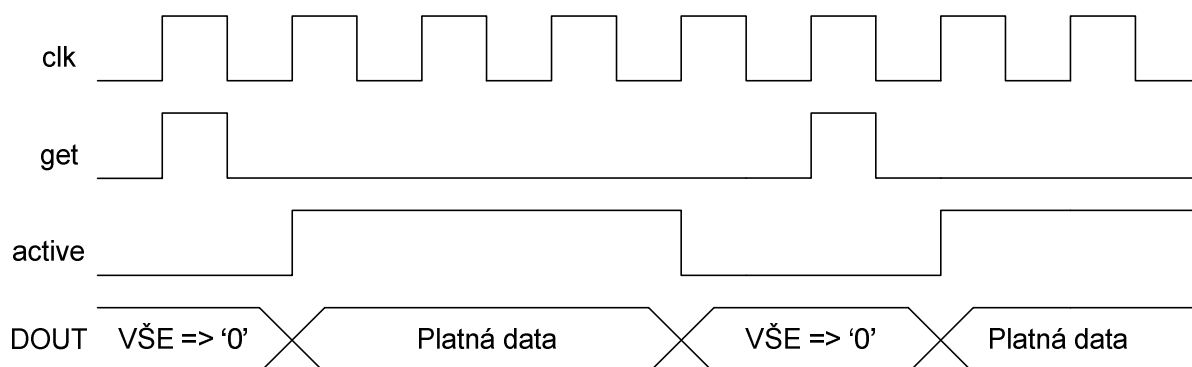 clk
get
active
DOUT VŠE => ‘0’ Platná data VŠE => ‘0’ Platná data